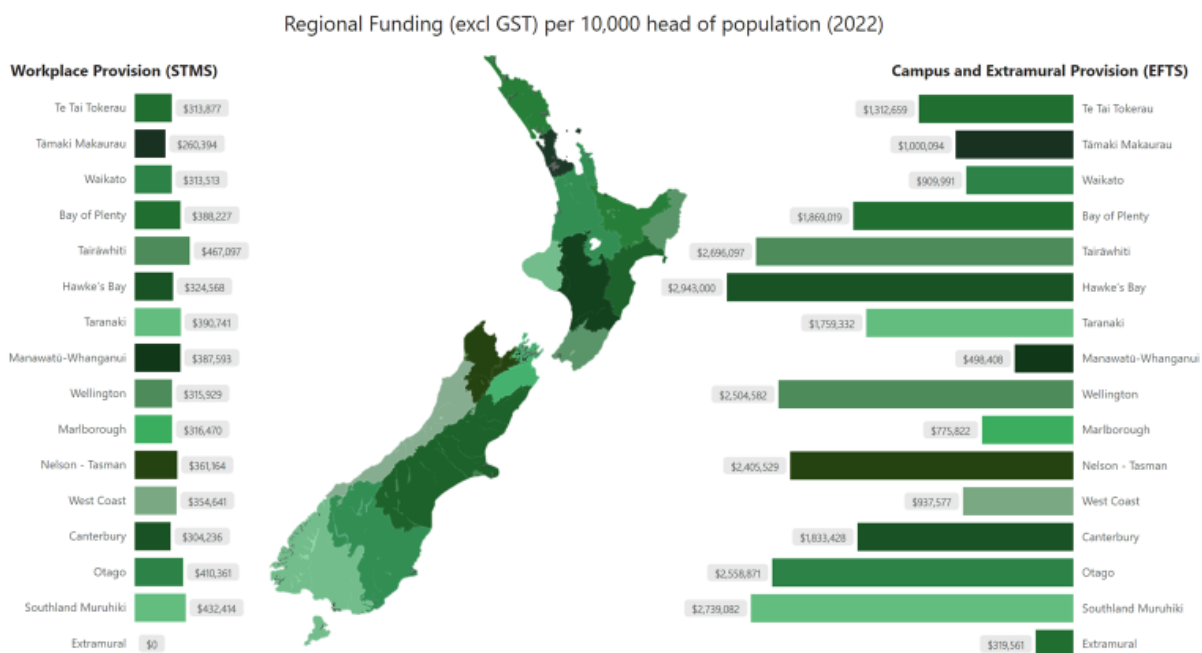 Regional Funding (excl GST) per 10,000 head of population (2022)
Workplace Provision (STMS)
Te Tai Tokerau $313,877
Tāmaki Makaurau $260,394
Waikato $313,513
Bay of Plenty $388,227
Tairāwhiti $467,097
Hawke's Bay $324,568
Taranaki $390,741
Manawatū-Whanganui $387,593
Wellington $315,929
Marlborough $316,470
Nelson - Tasman $361,164
West Coast $354,641
Canterbury $304,236
Otago $410,361
Southland Muruhiki $432,414
Extramural $0
Campus and Extramural Provision (EFTS)
$1,312,659 Te Tai Tokerau
$1,000,094 Tāmaki Makaurau
$909,991 Waikato
$1,869,019 Bay of Plenty
$2,696,097 Tairāwhiti
$2,943,000 Hawke's Bay
$1,759,332 Taranaki
$498,408 Manawatū-Whanganui
$2,504,582 Wellington
$775,822 Marlborough
$2,405,529 Nelson - Tasman
$937,577 West Coast
$1,833,428 Canterbury
$2,558,871 Otago
$2,739,082 Southland Muruhiki
$319,561 Extramural